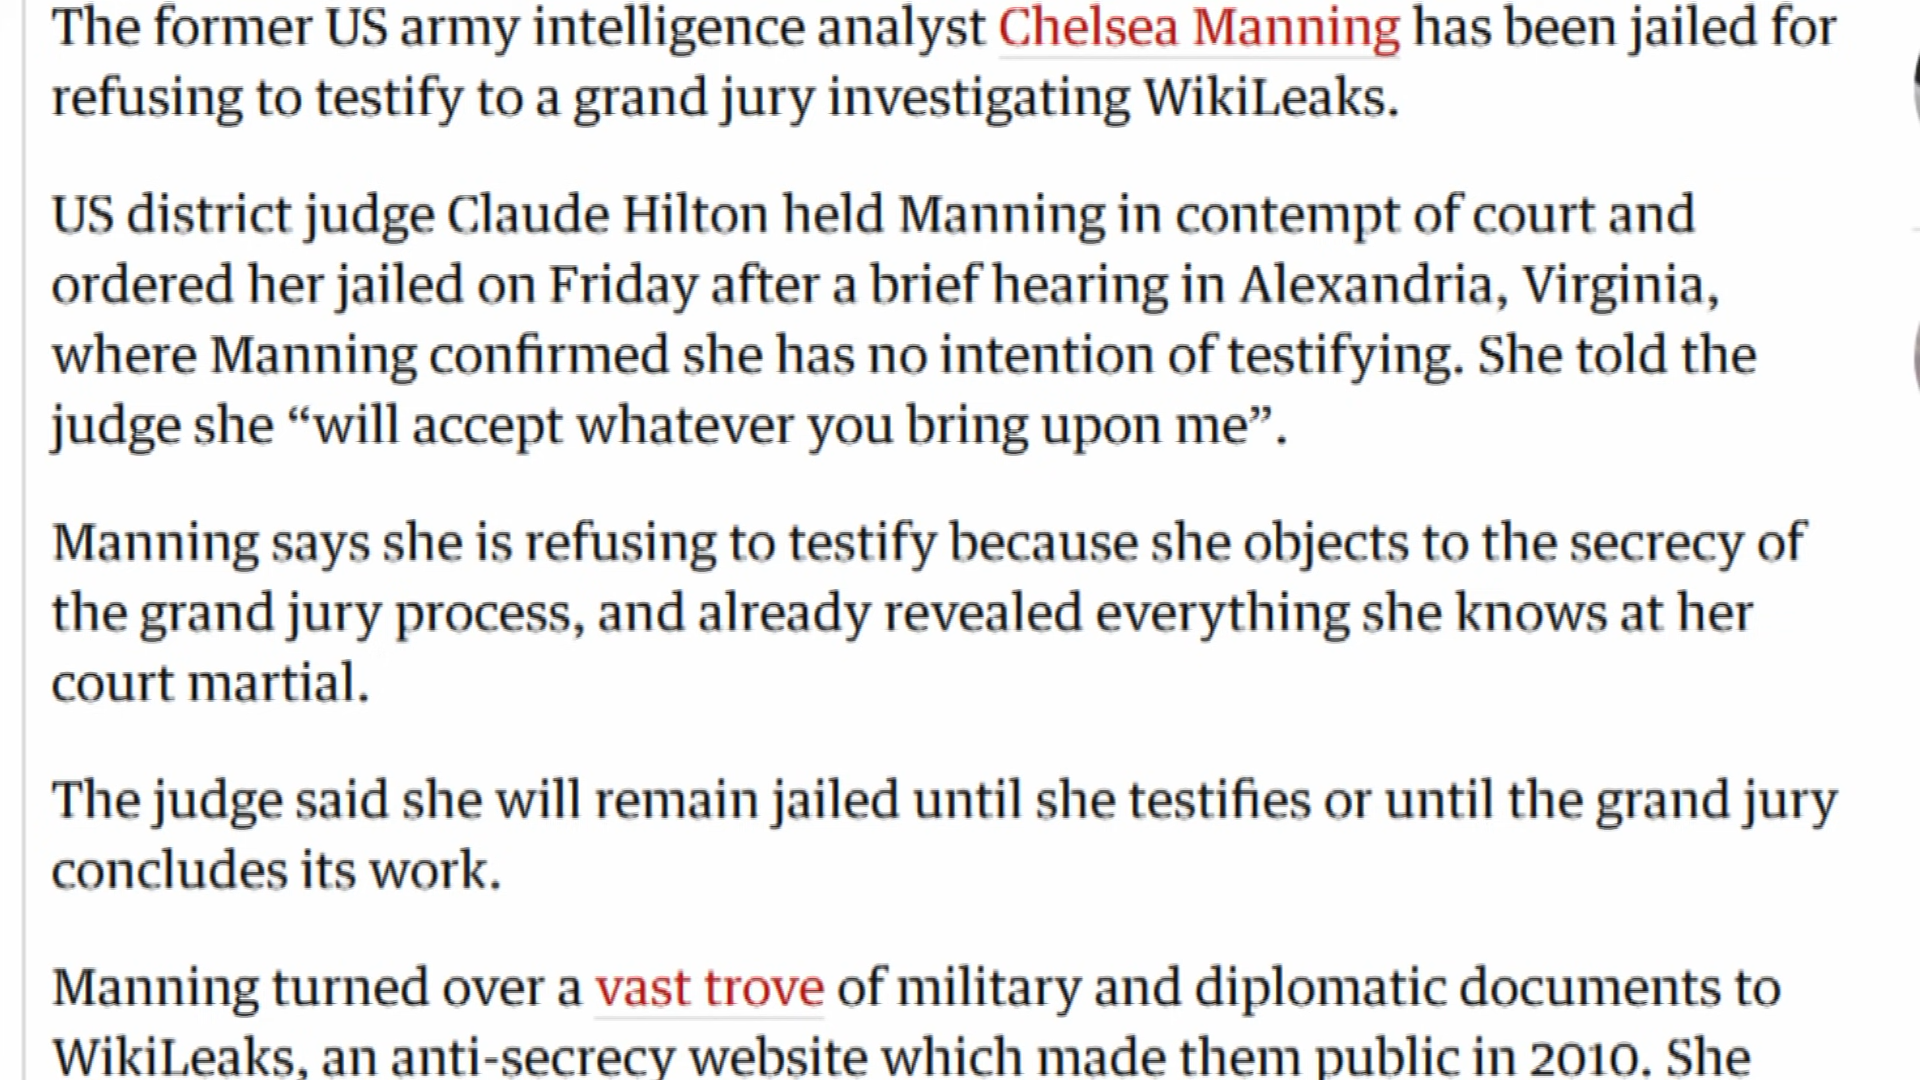 The former US army intelligence analyst Chelsea Manning has been jailed for
refusing to testify to a grand jury investigating WikiLeaks.
US district judge Claude Hilton held Manning in contempt of court and
ordered her jailed on Friday after a brief hearing in Alexandria, Virginia,
where Manning confirmed she has no intention of testifying. She told the
judge she “will accept whatever you bring upon me”.
Manning says she is refusing to testify because she objects to the secrecy of
the grand jury process, and already revealed everything she knows at her
court martial.
The judge said she will remain jailed until she testifies or until the grand jury
concludes its work.
Manning turned over a vast trove of military and diplomatic documents to
WikiLeaks, an anti-secrecy website which made them public in 2010. She